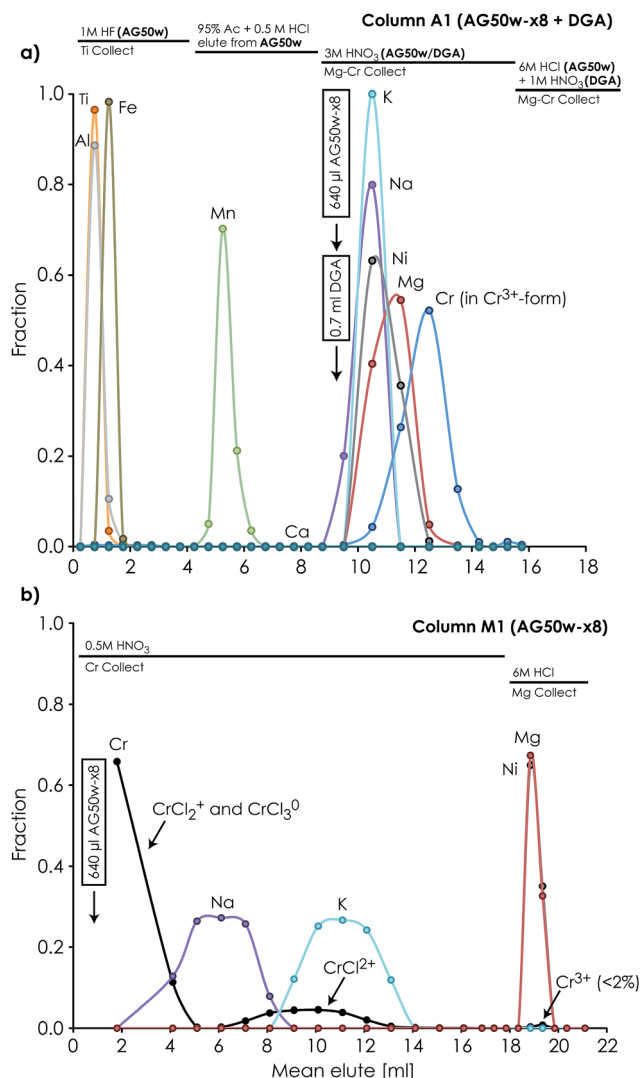 Column A1 (AG50w-x8 + DGA)
1M HF (AG50w)
Ti Collect
95% Ac + 0.5 M HCl
elute from AG50w
3M HNO₃ (AG50w/DGA)
Mg-Cr Collect
6M HCl (AG50w)
+ 1M HNO₃ (DGA)
Mg-Cr Collect
a)
1.0
0.8
0.6
0.4
0.2
0.0
Fraction
Ti
Al
Fe
Mn
Ca
640 µl AG50w-x8
0.7 ml DGA
K
Na
Ni
Mg
Cr (in Cr³⁺-form)
0 2 4 6 8 10 12 14 16 18
b)
Column M1 (AG50w-x8)
0.5M HNO₃
Cr Collect
6M HCl
Mg Collect
1.0
0.8
0.6
0.4
0.2
0.0
Fraction
640 µl AG50w-x8
Cr
CrCl₂⁺ and CrCl₃⁰
Na
K
CrCl²⁺
Mg
Ni
Cr³⁺ (<2%)
0 2 4 6 8 10 12 14 16 18 20 22
Mean elute [ml]